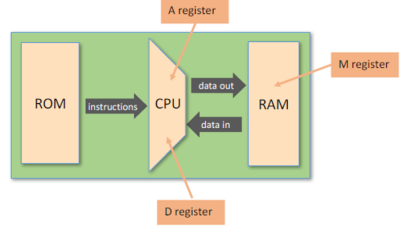 A register
M register
ROM
instructions
CPU
data out
data in
RAM
D register